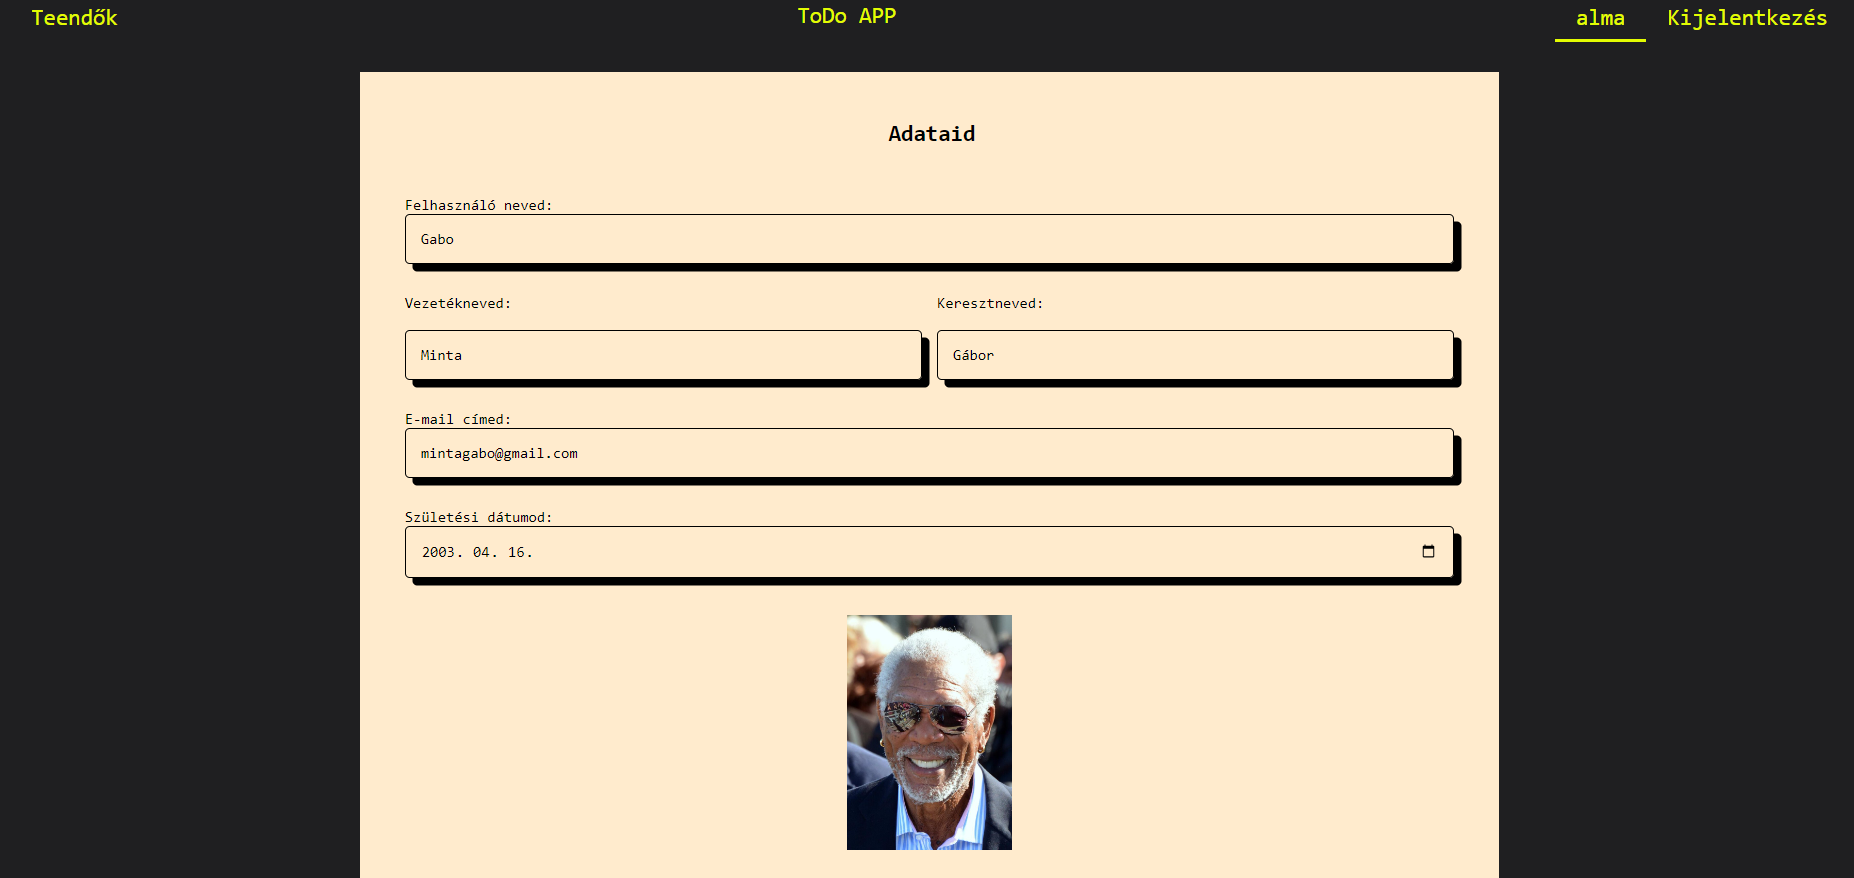 Teendők
ToDo APP
alma
Kijelentkezés
Adataid
Felhasználó neved:
Gabo
Vezetékneved:
Keresztneved:
Minta
Gábor
E-mail címed:
mintagabo@gmail.com
Születési dátumod:
2003. 04. 16.